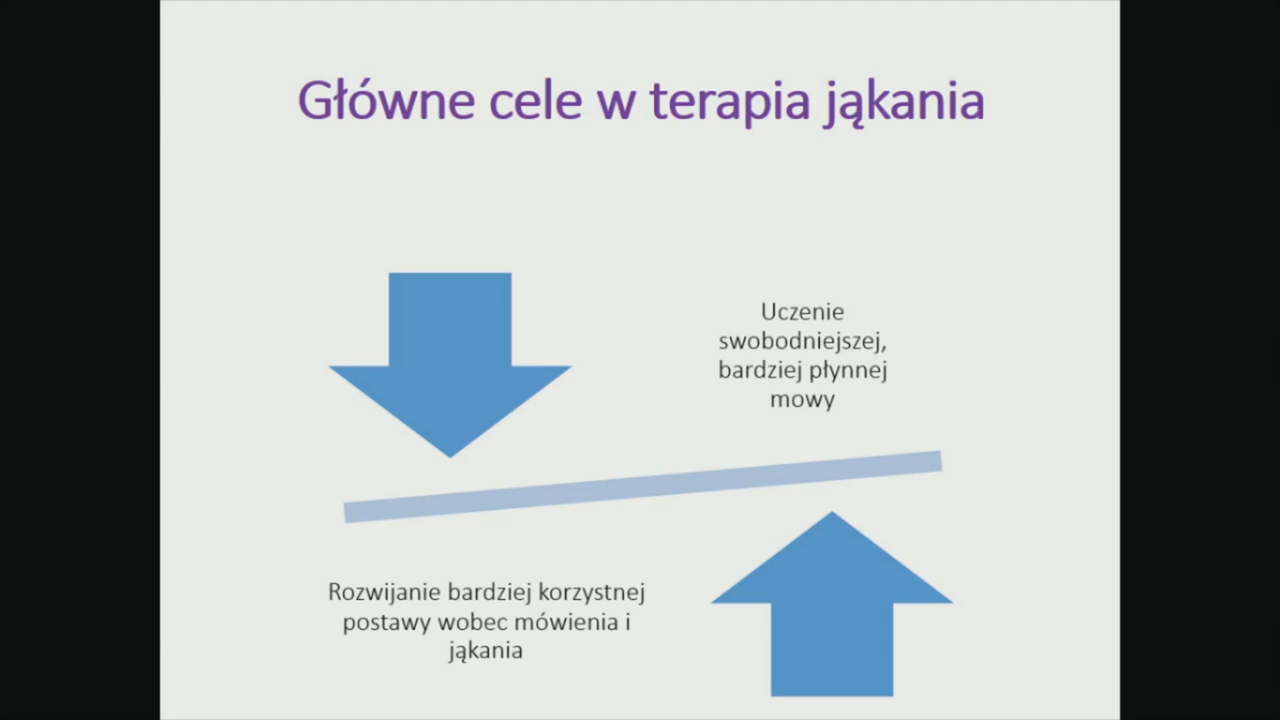 Główne cele w terapia jąkania
Uczenie
swobodniejszej,
bardziej płynnej
mowy
Rozwijanie bardziej korzystnej
postawy wobec mówienia i
jąkania